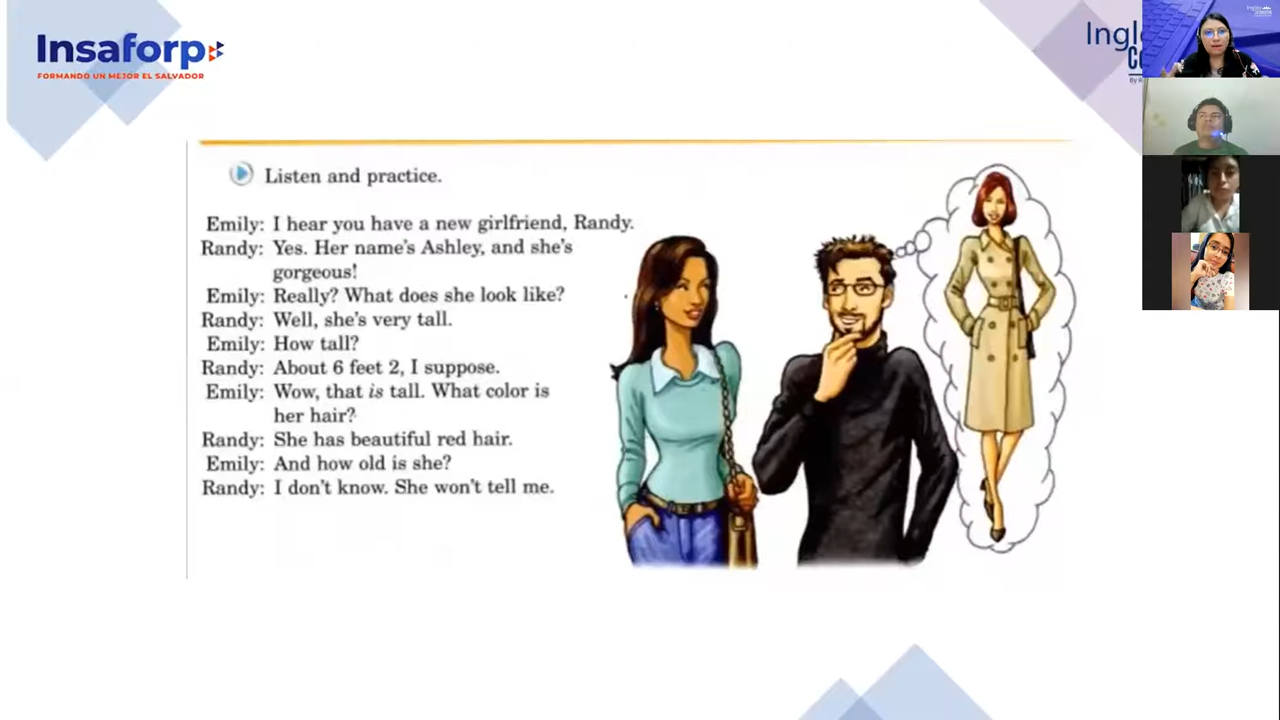 Insaforp
FORMANDO UN MEJOR EL SALVADOR
Listen and practice.
Emily: I hear you have a new girlfriend, Randy.
Randy: Yes. Her name's Ashley, and she's
gorgeous!
Emily: Really? What does she look like?
Randy: Well, she's very tall.
Emily: How tall?
Randy: About 6 feet 2, I suppose.
Emily: Wow, that is tall. What color is
her hair?
Randy: She has beautiful red hair.
Emily: And how old is she?
Randy: I don't know. She won't tell me.